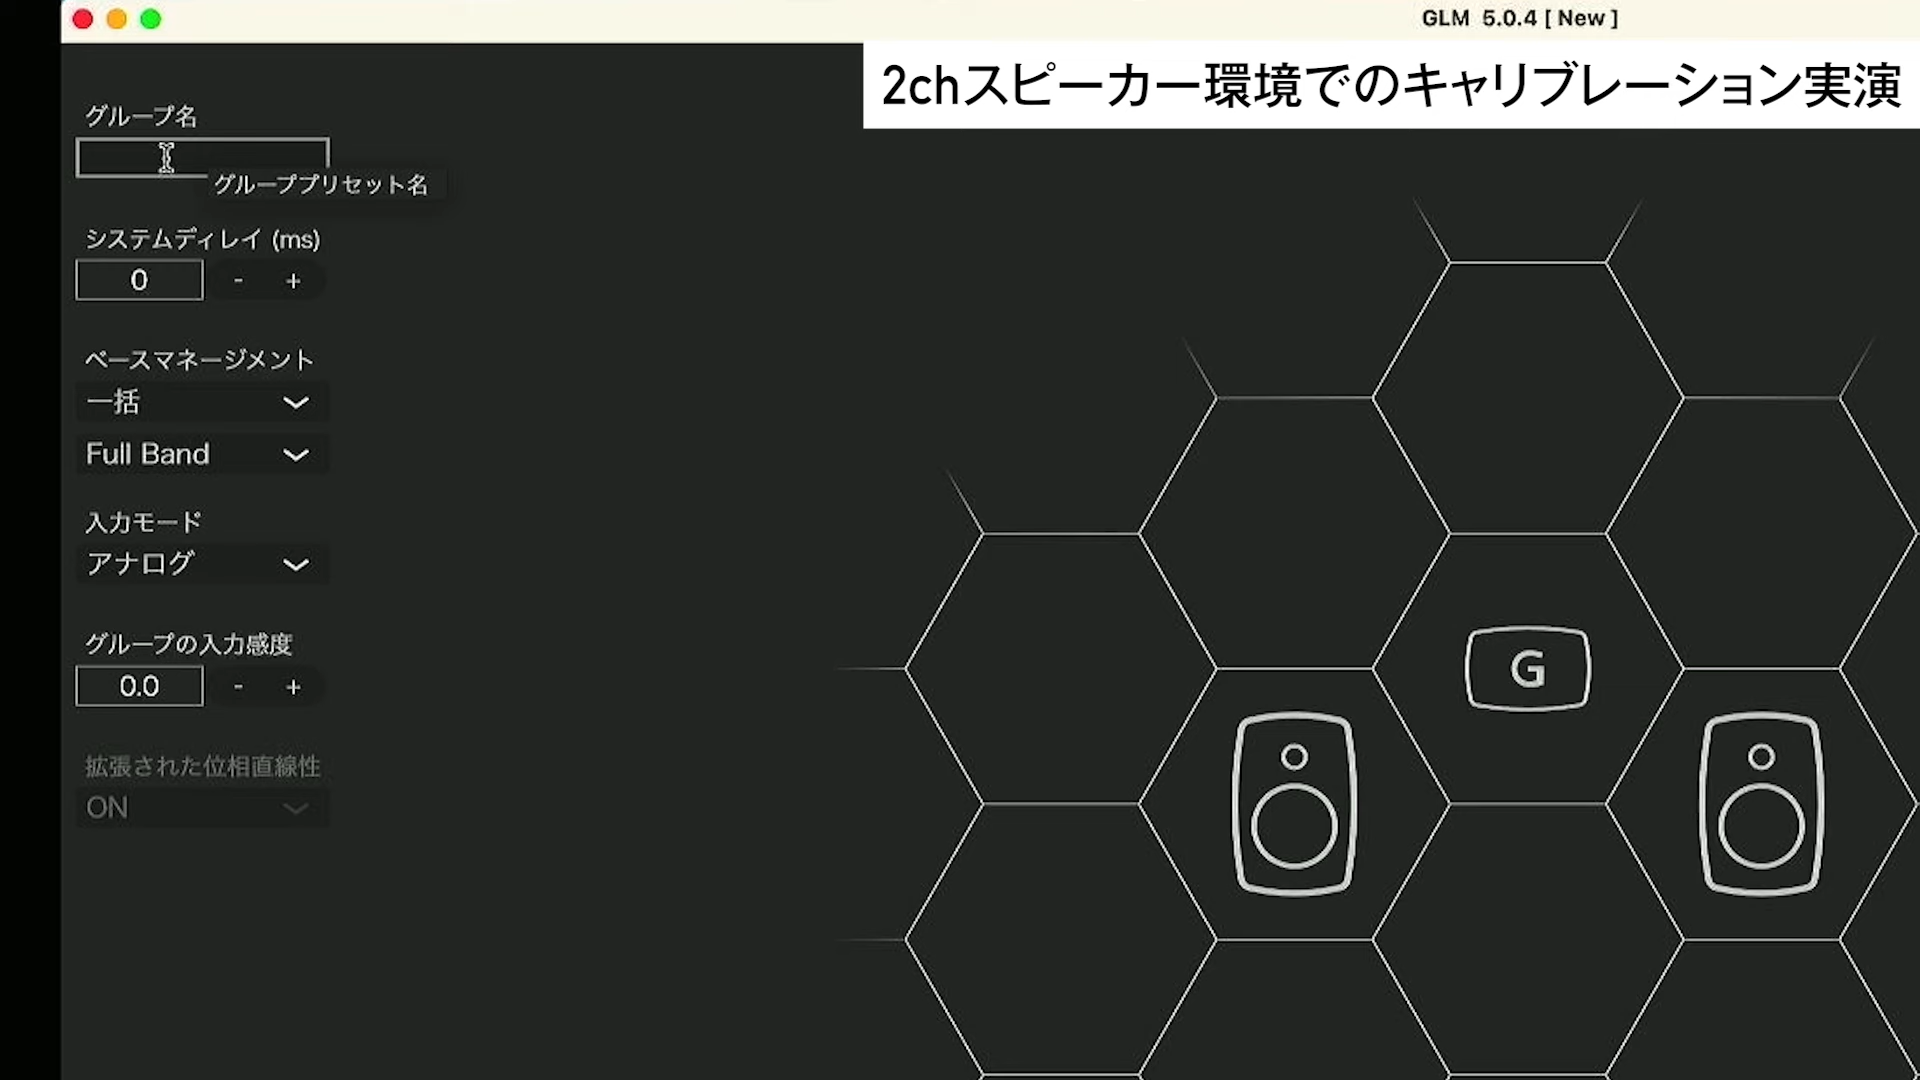 GLM 5.0.4 [ New ]
2chスピーカー環境でのキャリブレーション実演
グループ名
グループプリセット名
システムディレイ (ms)
0 - +
ベースマネージメント
一括
Full Band
入力モード
アナログ
グループの入力感度
0.0 - +
拡張された位相直線性
ON
G